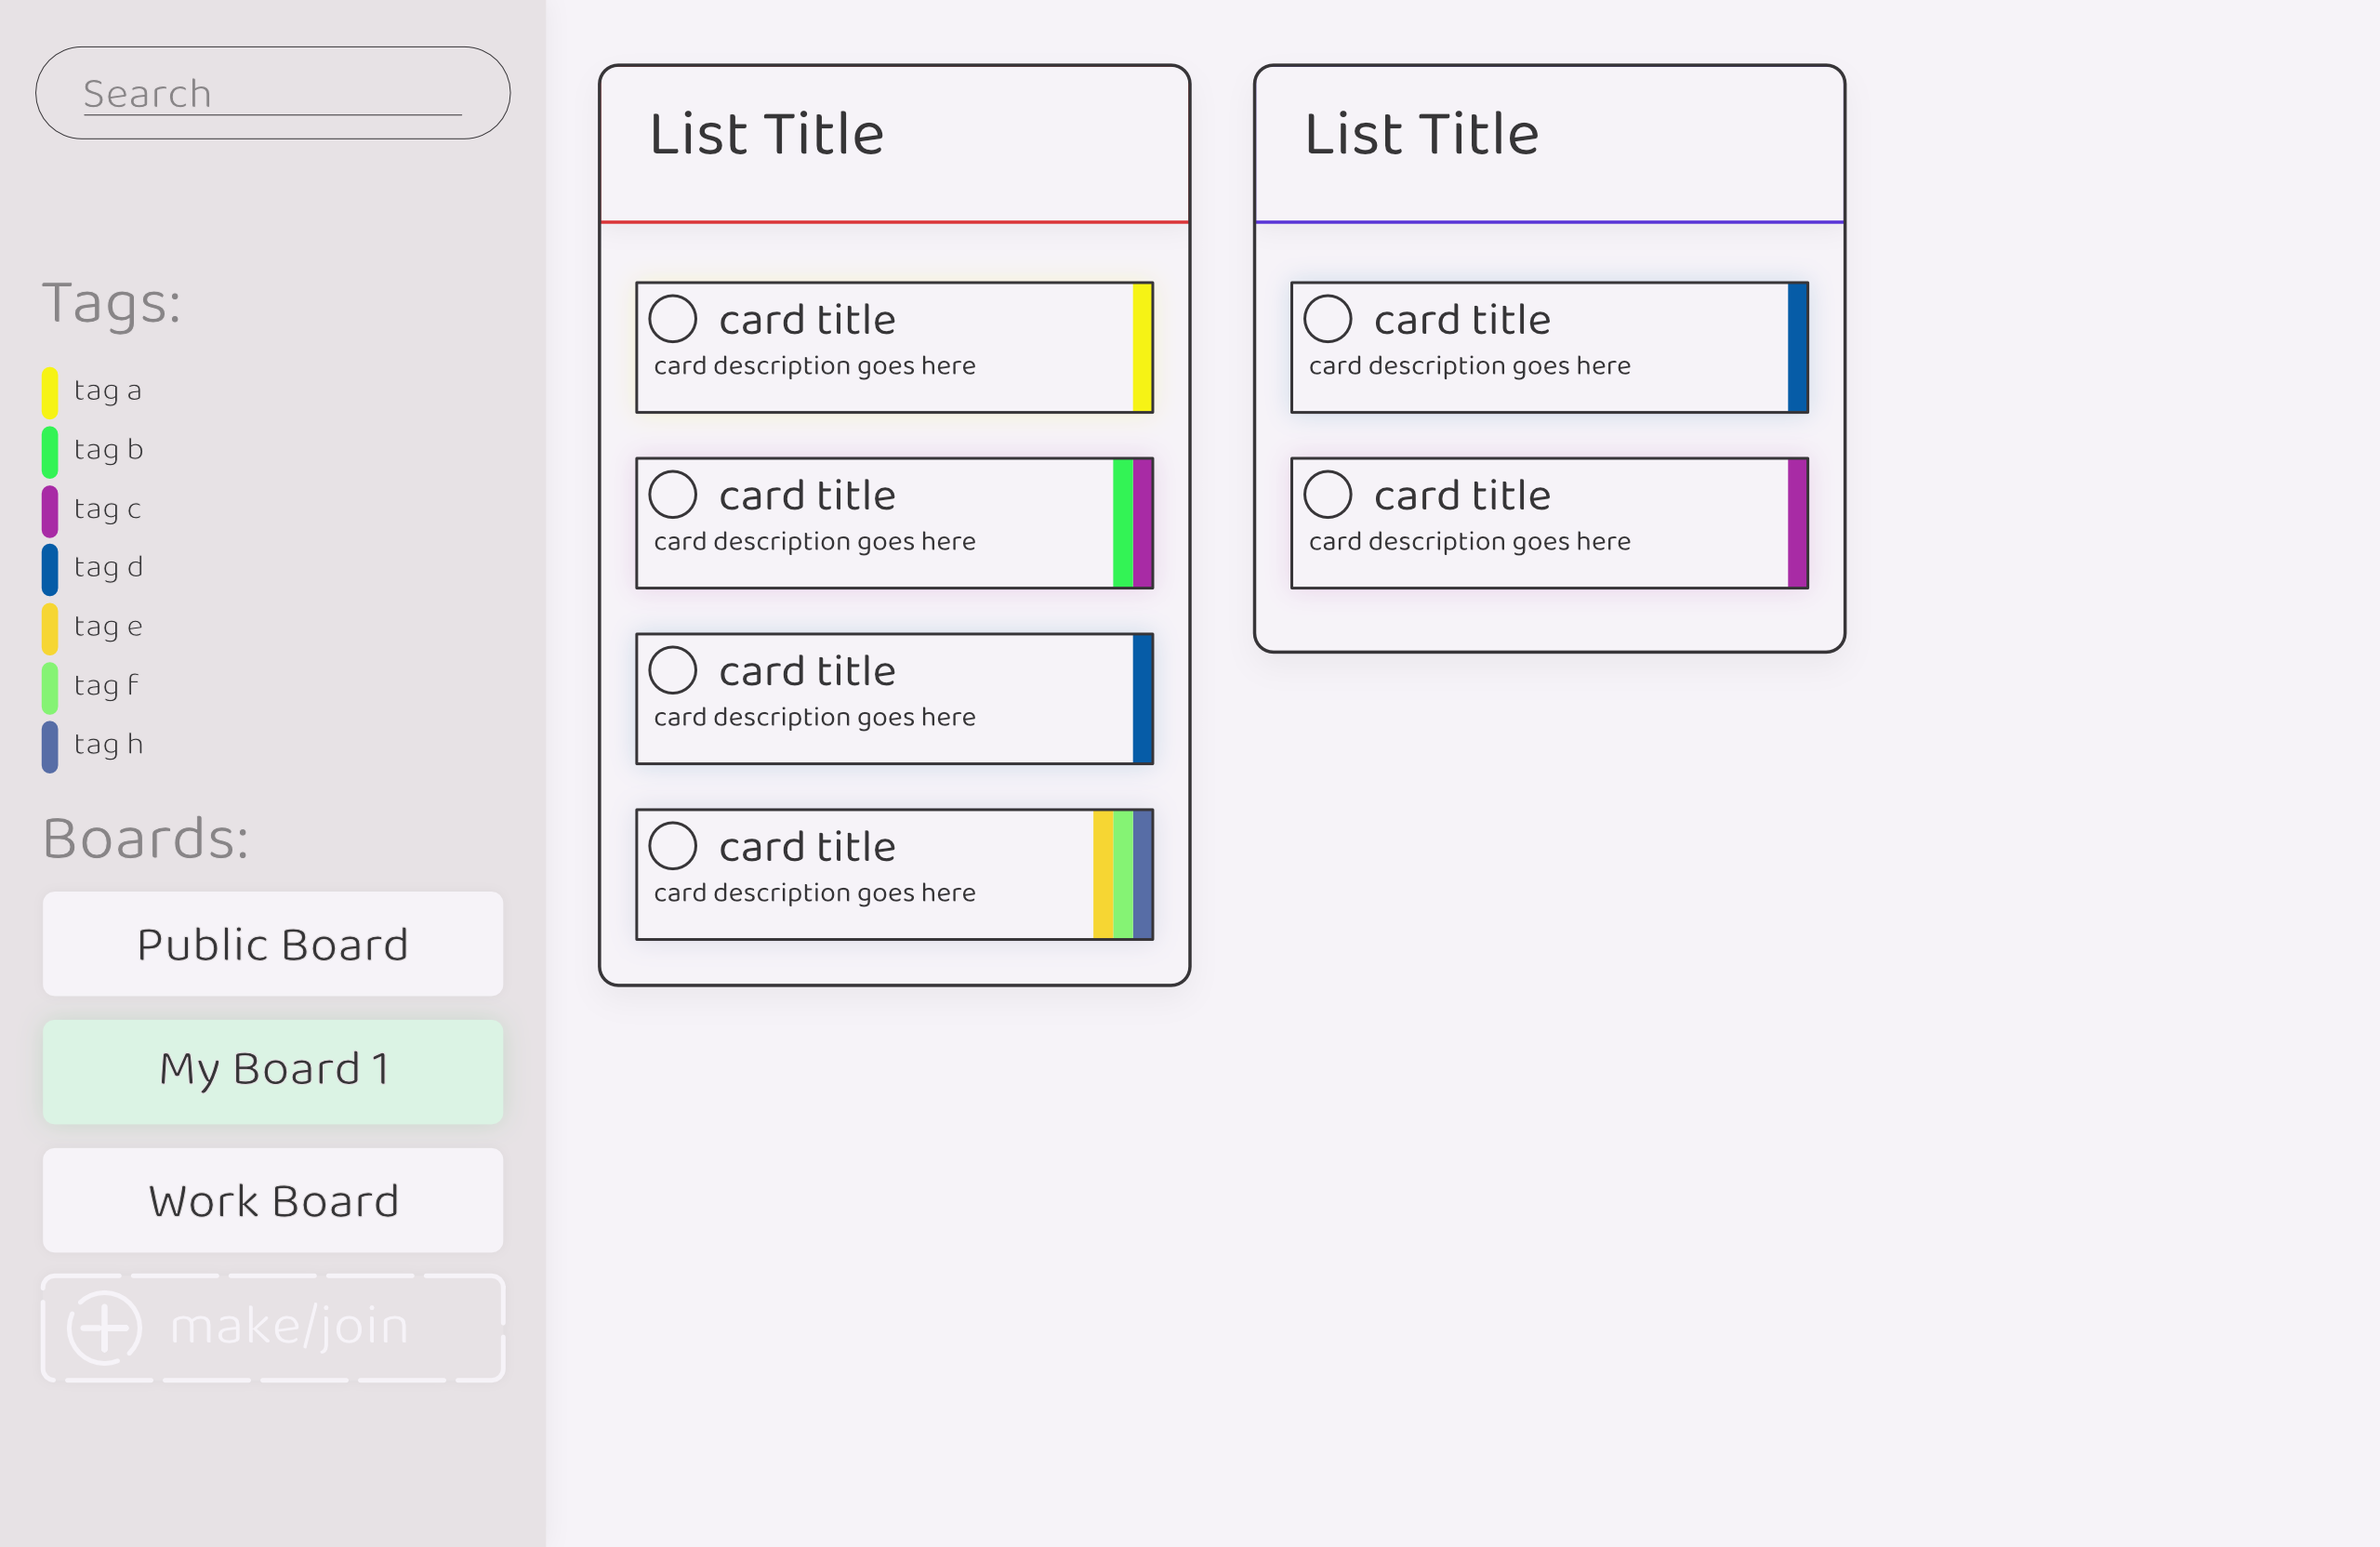 Search
Tags:
tag a
tag b
tag c
tag d
tag e
tag f
tag h
Boards:
Public Board
My Board 1
Work Board
make/join
List Title
card title
card description goes here
card title
card description goes here
card title
card description goes here
card title
card description goes here
List Title
card title
card description goes here
card title
card description goes here